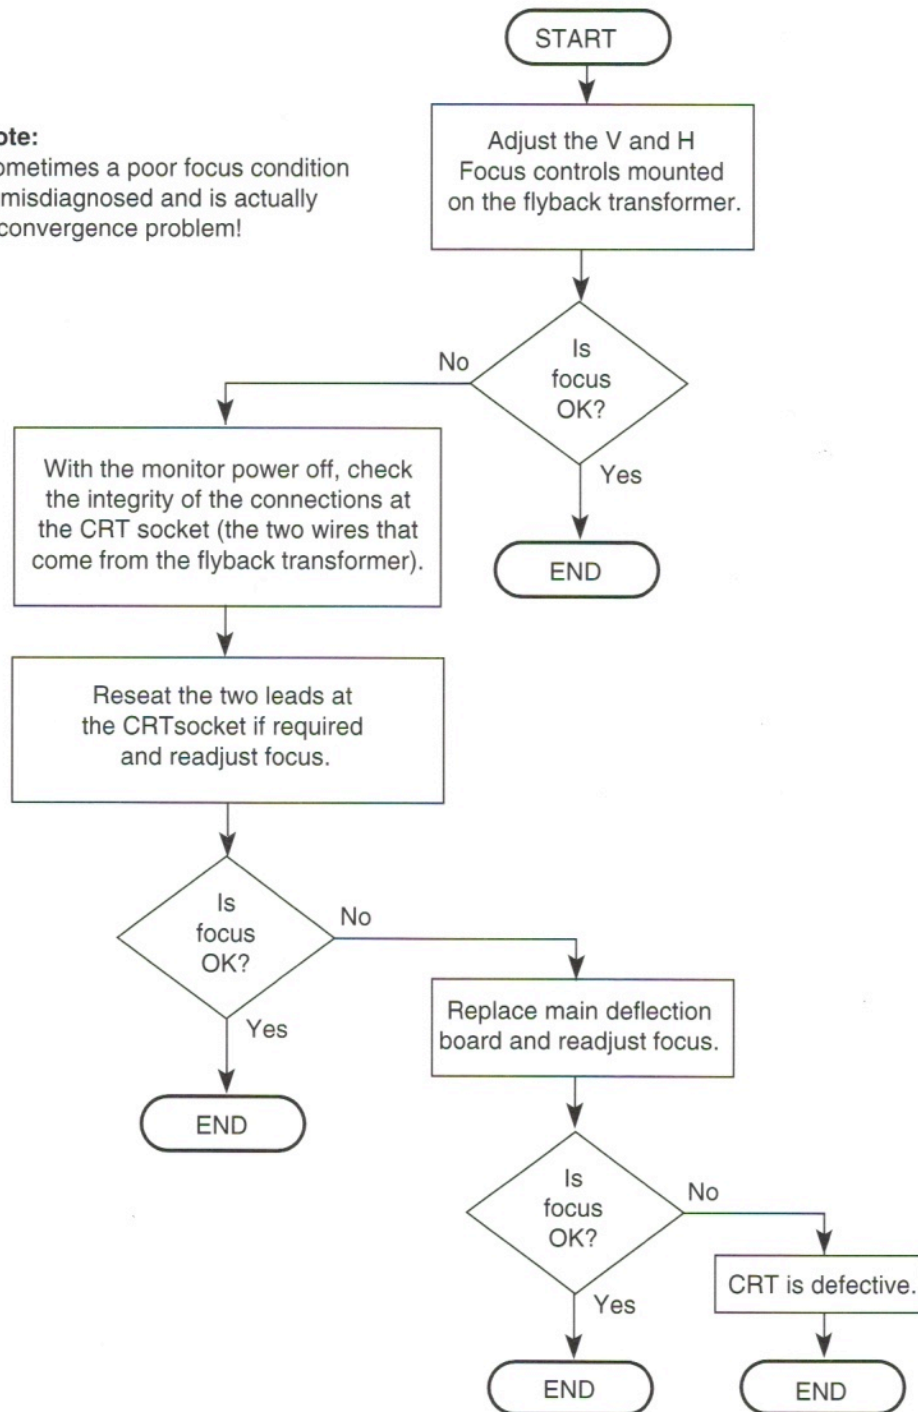 START
Adjust the V and H
Focus controls mounted
on the flyback transformer.
ote:
ometimes a poor focus condition
misdiagnosed and is actually
convergence problem!
Is
focus
OK?
No
Yes
END
With the monitor power off, check
the integrity of the connections at
the CRT socket (the two wires that
come from the flyback transformer).
Reseat the two leads at
the CRTsocket if required
and readjust focus.
Is
focus
OK?
No
Yes
END
Replace main deflection
board and readjust focus.
Is
focus
OK?
No
Yes
END
CRT is defective.
END